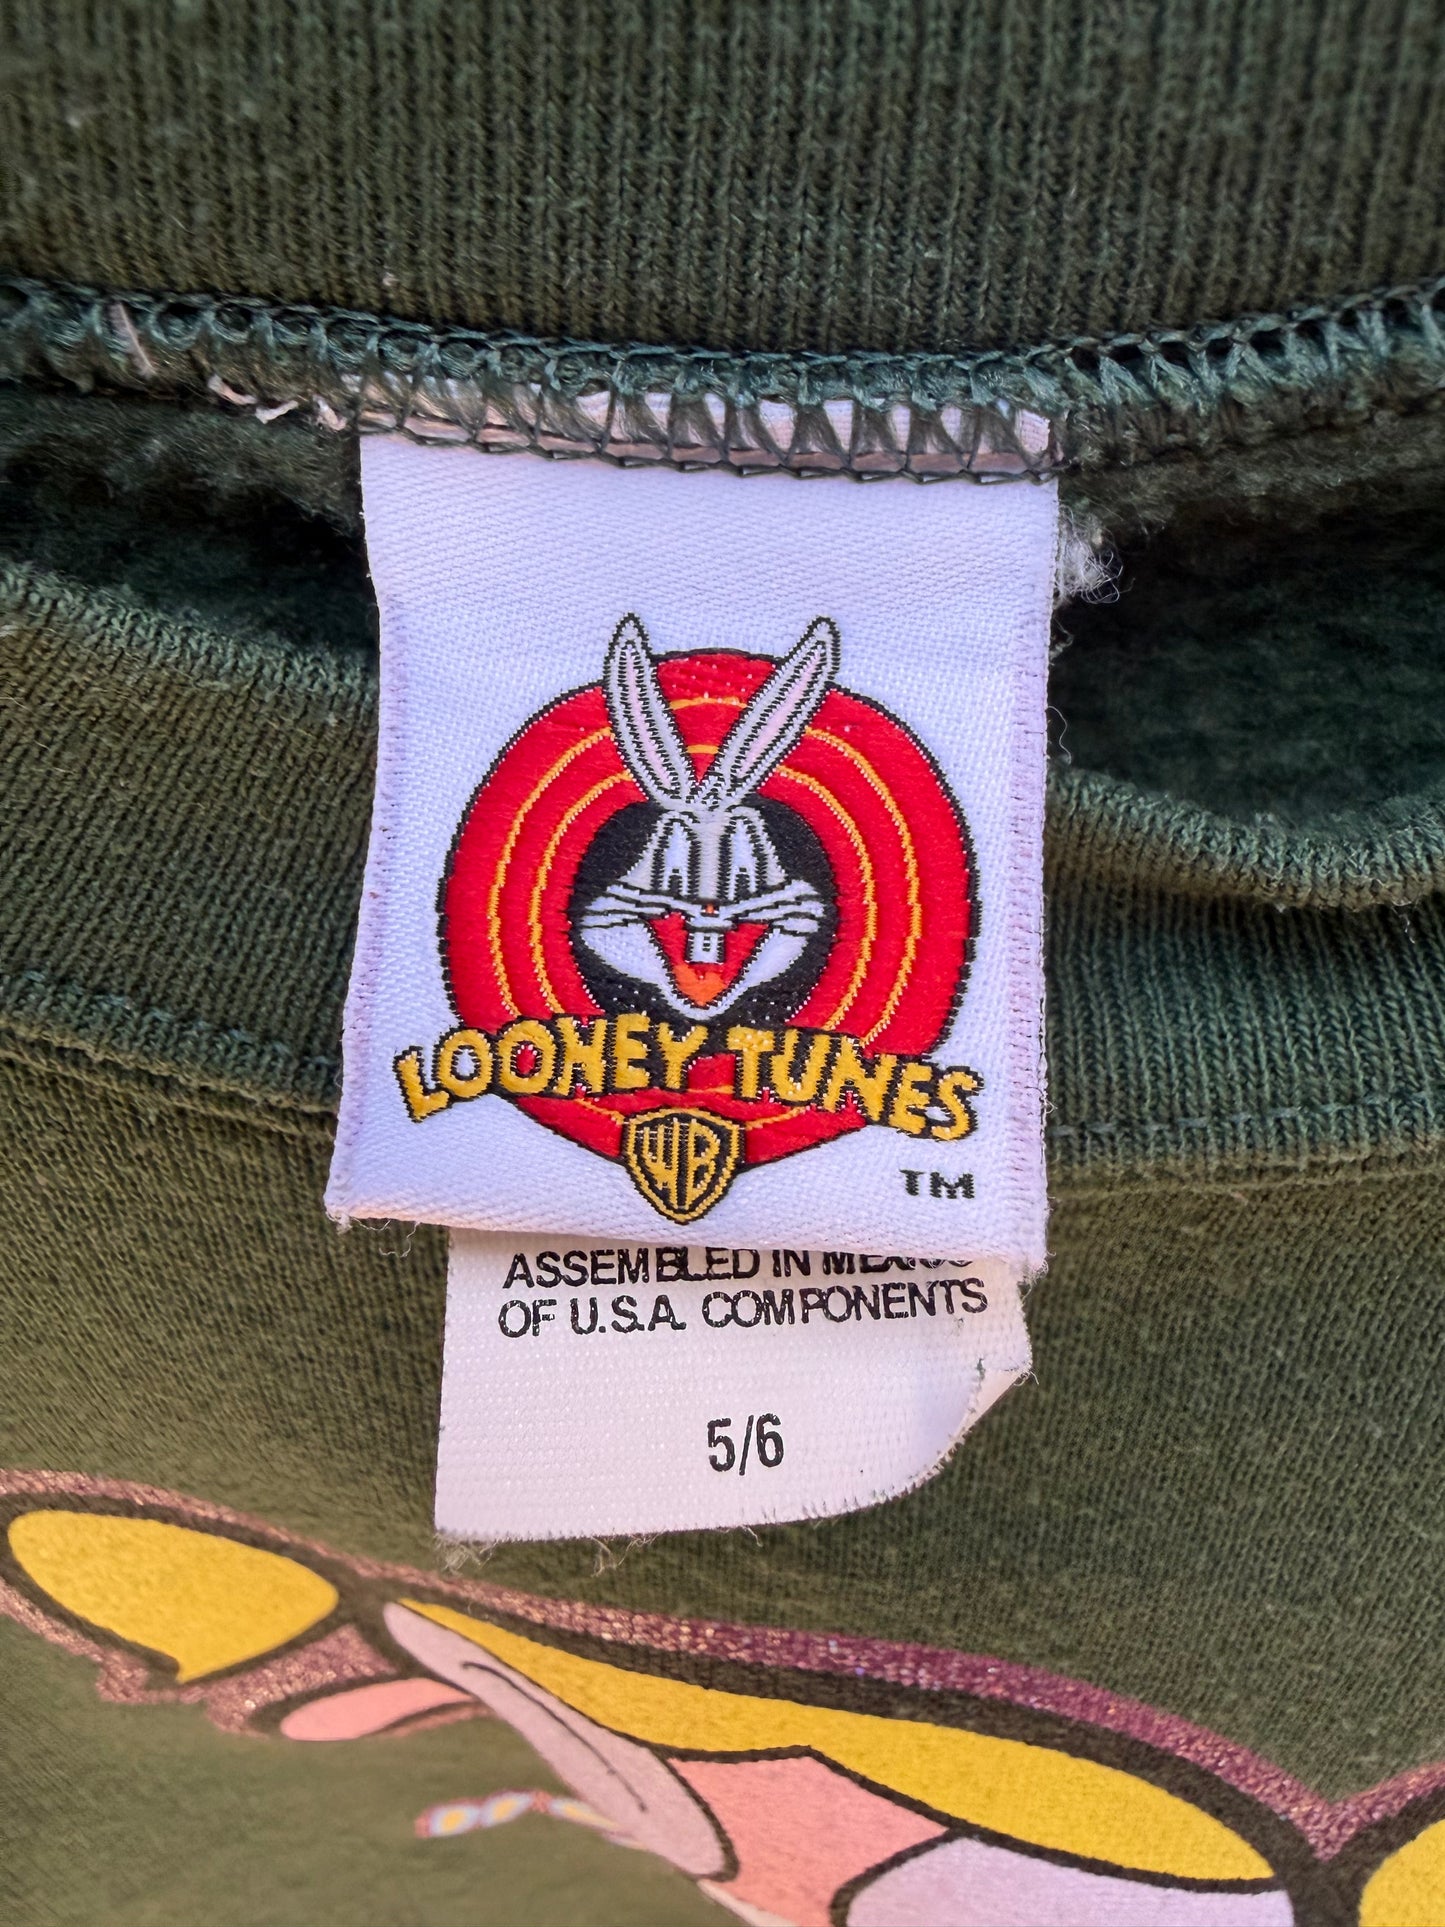 LOONEY TUNES
WB
TM
ASSEMBLED IN MEXICO
OF U.S.A. COMPONENTS
5/6